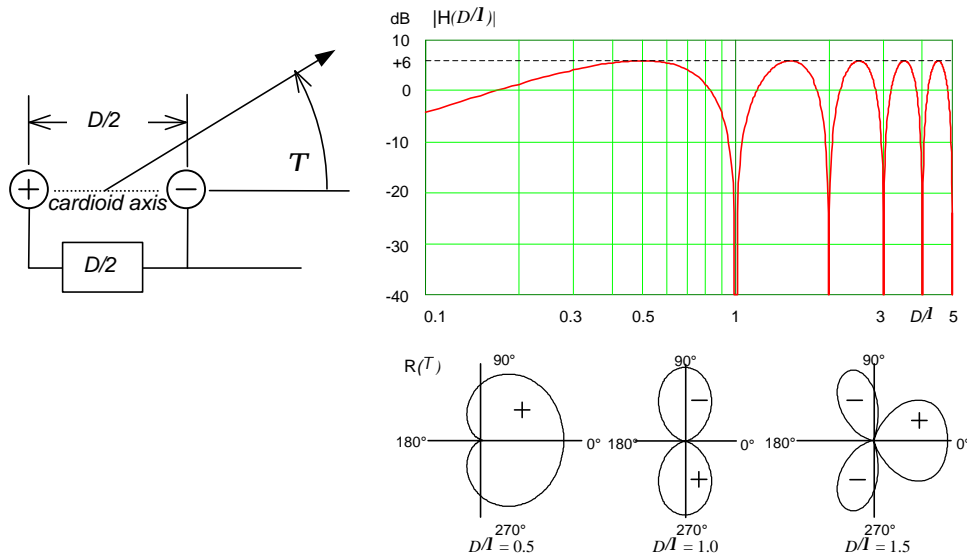 D/2
T
+
−
cardioid axis
D/2
dB |H(D/l)|
10
+6
0
-10
-20
-30
-40
0.1 0.3 0.5 1 3 D/l 5
R(T)
90°
+
180° 0°
270°
D/l = 0.5
90°
−
180° 0°
+
270°
D/l = 1.0
90°
−
+
180° 0°
−
270°
D/l = 1.5